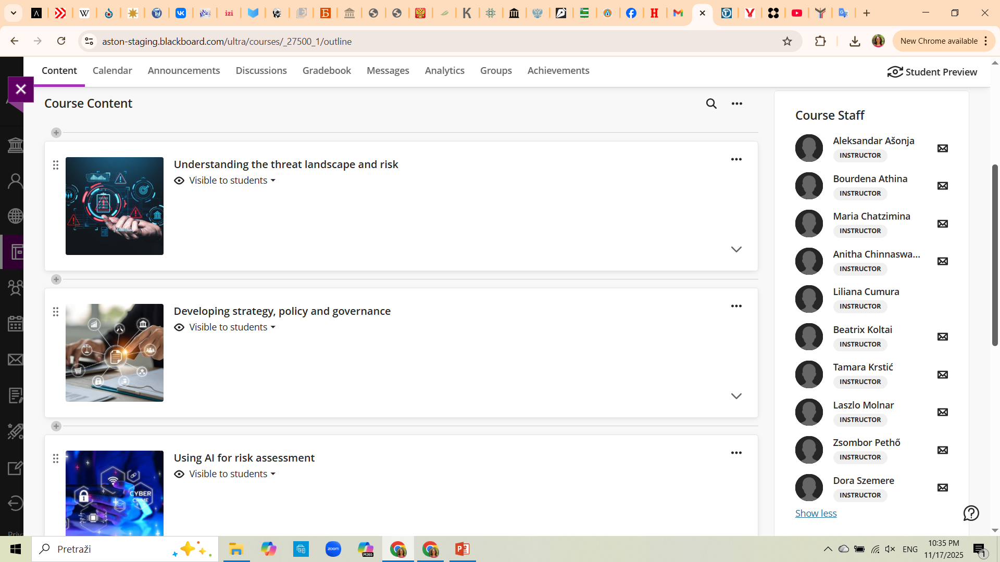 aston-staging.blackboard.com/ultra/courses/_27500_1/outline
New Chrome available
Content Calendar Announcements Discussions Gradebook Messages Analytics Groups Achievements
Student Preview
Course Content
Understanding the threat landscape and risk
Visible to students
Developing strategy, policy and governance
Visible to students
Using AI for risk assessment
Visible to students
CYBER
CRIME
Course Staff
Aleksandar Ašonja
INSTRUCTOR
Bourdena Athina
INSTRUCTOR
Maria Chatzimina
INSTRUCTOR
Anitha Chinnaswa...
INSTRUCTOR
Liliana Cumura
INSTRUCTOR
Beatrix Koltai
INSTRUCTOR
Tamara Krstić
INSTRUCTOR
Laszlo Molnar
INSTRUCTOR
Zsombor Pethő
INSTRUCTOR
Dora Szemere
INSTRUCTOR
Show less
Pretraži
zoom
M365
ENG
10:35 PM
11/17/2025
1